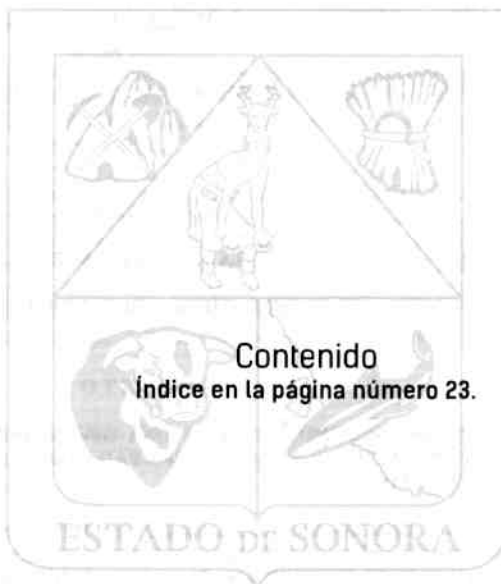 Contenido
Índice en la página número 23.
ESTADO DE SONORA